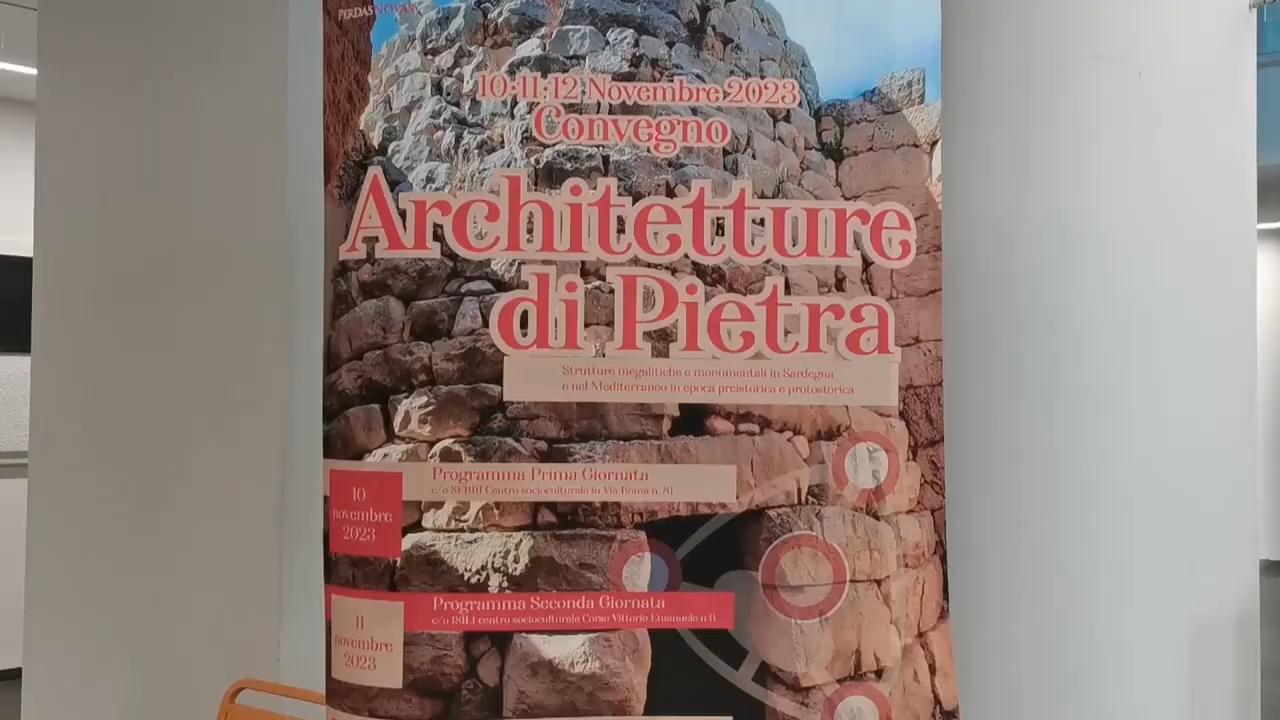 PERDAS NOVAS
10·11·12 Novembre 2023
Convegno
Architetture
di Pietra
Strutture megalitiche e monumentali in Sardegna
e nel Mediterraneo in epoca preistorica e protostorica
Programma Prima Giornata
c/o SERRI Centro socioculturale in Via Roma n. 81
10
novembre
2023
Programma Seconda Giornata
c/o ISILI centro socioculturale Corso Vittorio Emanuele n.11
11
novembre
2023